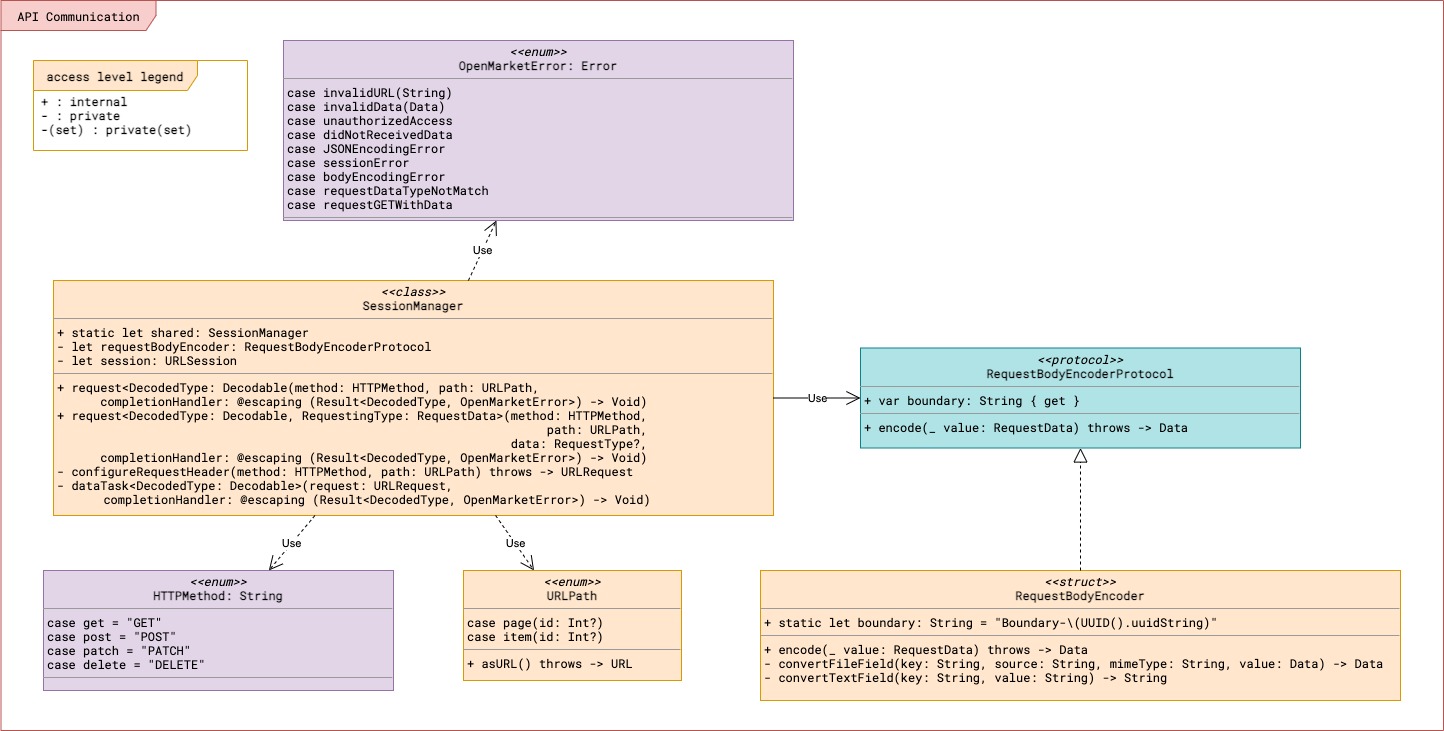 API Communication
access level legend
+ : internal
- : private
-(set) : private(set)
<<enum>>
OpenMarketError: Error
case invalidURL(String)
case invalidData(Data)
case unauthorizedAccess
case didNotReceivedData
case JSONEncodingError
case sessionError
case bodyEncodingError
case requestDataTypeNotMatch
case requestGETWithData
Use
<<class>>
SessionManager
+ static let shared: SessionManager
- let requestBodyEncoder: RequestBodyEncoderProtocol
- let session: URLSession
+ request<DecodedType: Decodable(method: HTTPMethod, path: URLPath,
completionHandler: @escaping (Result<DecodedType, OpenMarketError>) -> Void)
+ request<DecodedType: Decodable, RequestingType: RequestData>(method: HTTPMethod,
path: URLPath,
data: RequestType?,
completionHandler: @escaping (Result<DecodedType, OpenMarketError>) -> Void)
- configureRequestHeader(method: HTTPMethod, path: URLPath) throws -> URLRequest
- dataTask<DecodedType: Decodable>(request: URLRequest,
completionHandler: @escaping (Result<DecodedType, OpenMarketError>) -> Void)
Use
<<protocol>>
RequestBodyEncoderProtocol
+ var boundary: String { get }
+ encode(_ value: RequestData) throws -> Data
Use
Use
<<enum>>
HTTPMethod: String
case get = "GET"
case post = "POST"
case patch = "PATCH"
case delete = "DELETE"
<<enum>>
URLPath
case page(id: Int?)
case item(id: Int?)
+ asURL() throws -> URL
<<struct>>
RequestBodyEncoder
+ static let boundary: String = "Boundary-\(UUID().uuidString)"
+ encode(_ value: RequestData) throws -> Data
- convertFileField(key: String, source: String, mimeType: String, value: Data) -> Data
- convertTextField(key: String, value: String) -> String